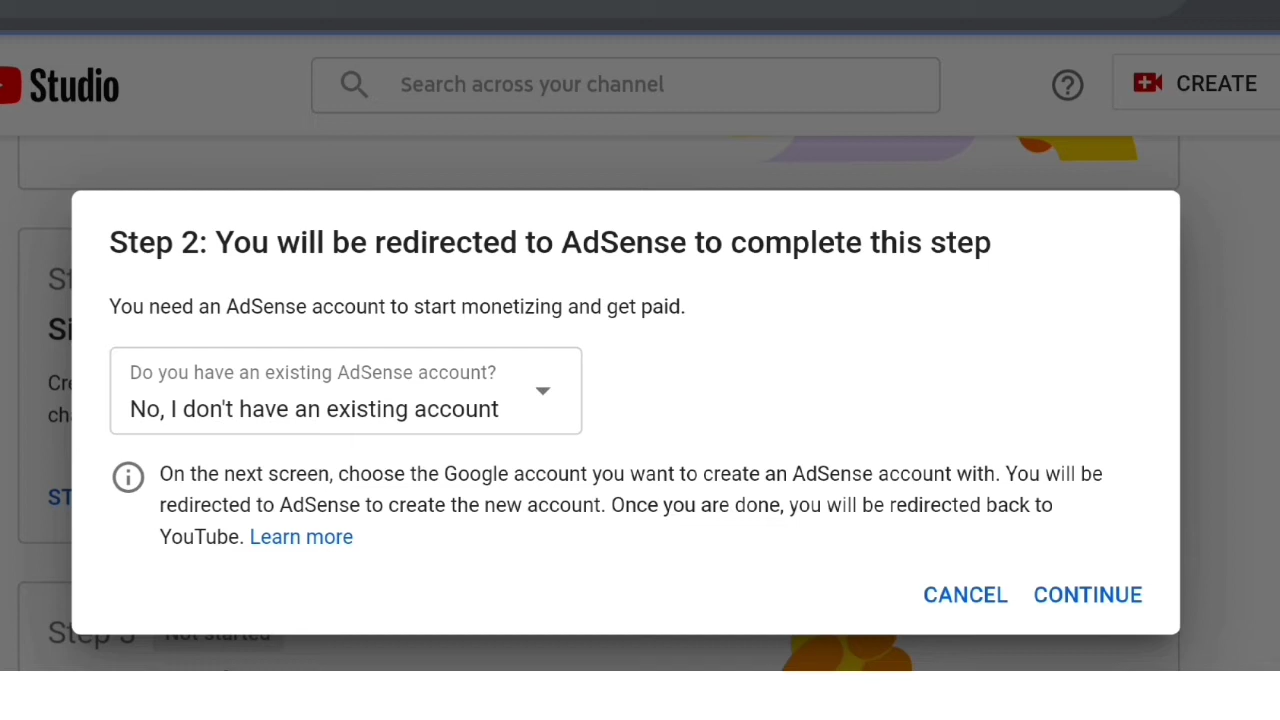 Studio
Search across your channel
CREATE
Step 2: You will be redirected to AdSense to complete this step
You need an AdSense account to start monetizing and get paid.
Do you have an existing AdSense account?
No, I don't have an existing account
On the next screen, choose the Google account you want to create an AdSense account with. You will be
redirected to AdSense to create the new account. Once you are done, you will be redirected back to
YouTube. Learn more
CANCEL CONTINUE
Step 3 Not started